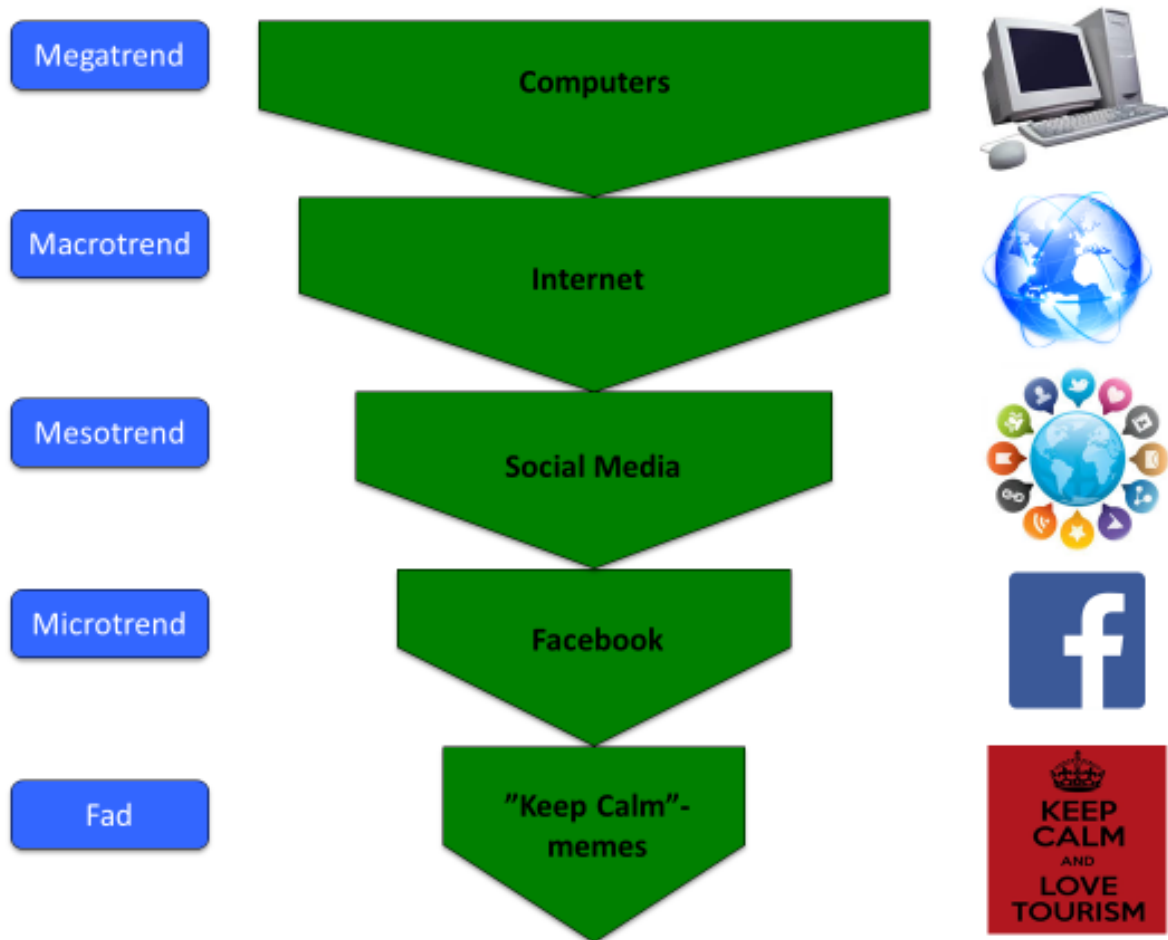 Megatrend
Computers
Macrotrend
Internet
Mesotrend
Social Media
Microtrend
Facebook
f
Fad
”Keep Calm”-
memes
KEEP
CALM
AND
LOVE
TOURISM